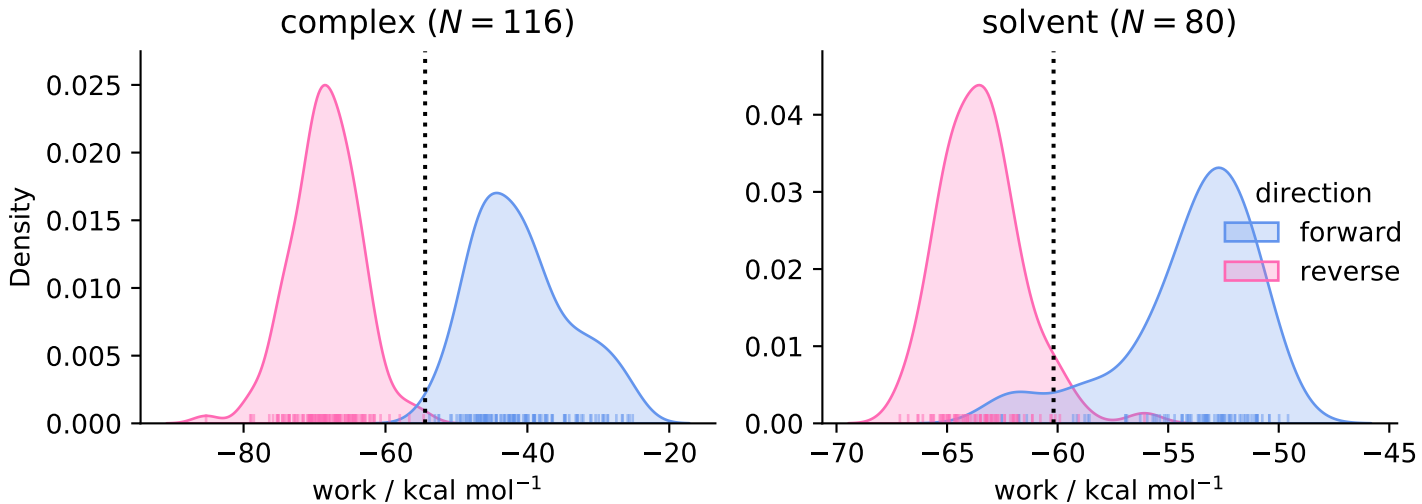 complex (N = 116)
0.025
0.020
0.015
0.010
0.005
0.000
Density
−80
−60
−40
−20
work / kcal mol⁻¹
solvent (N = 80)
0.04
0.03
0.02
0.01
0.00
−70
−65
−60
−55
−50
−45
work / kcal mol⁻¹
direction
forward
reverse